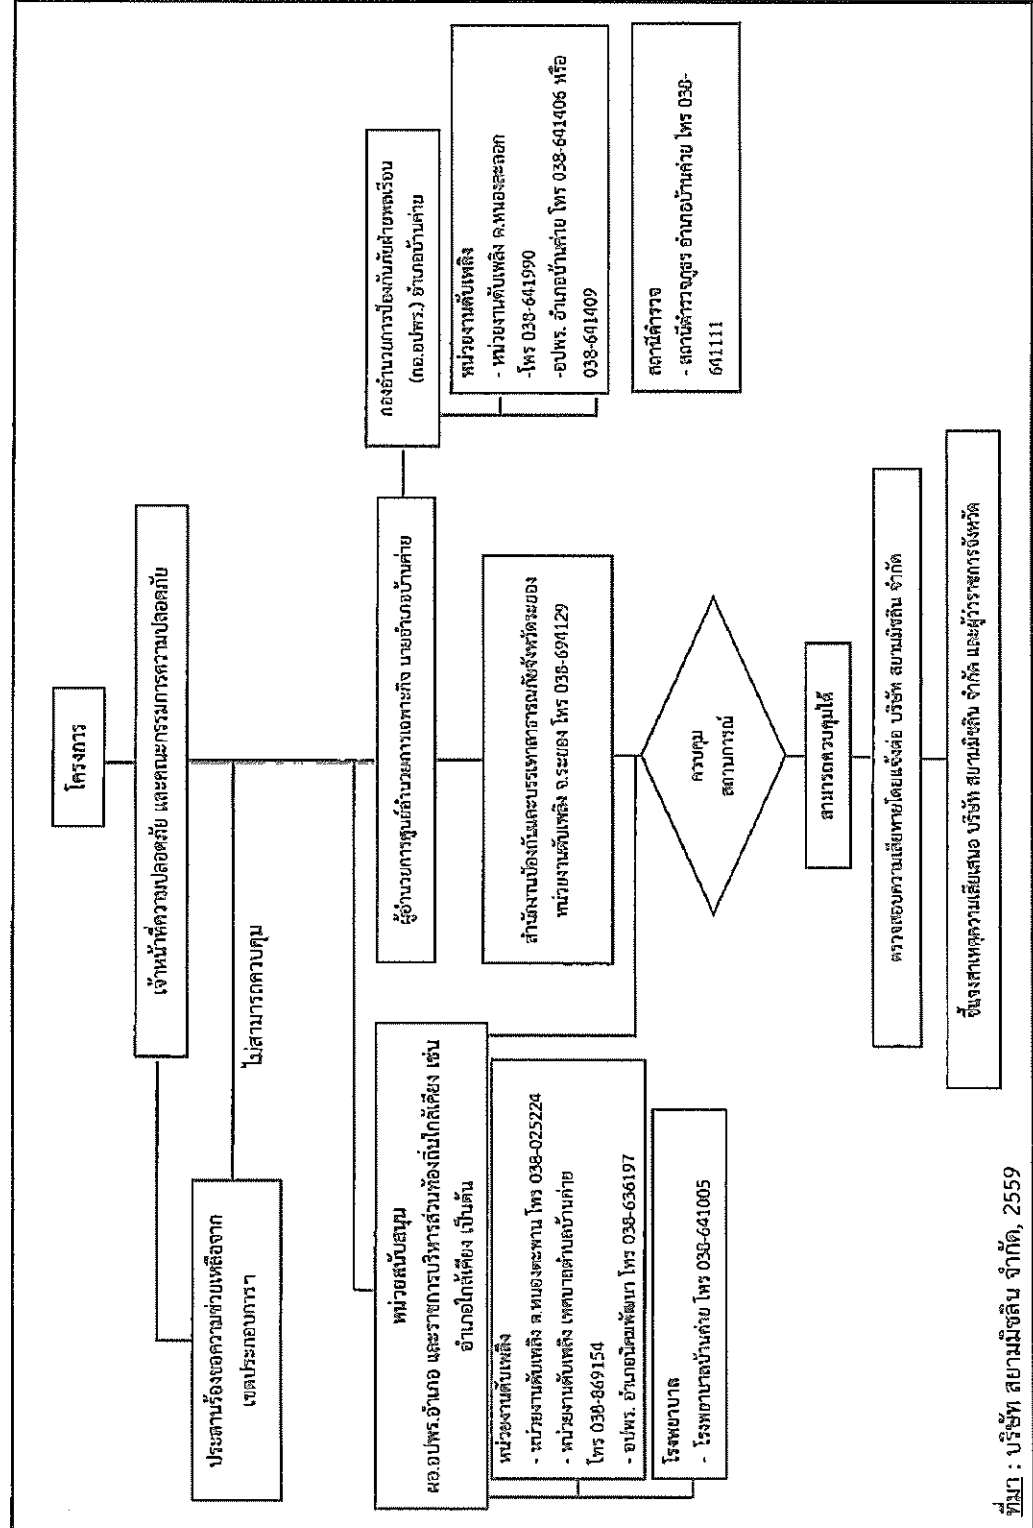 โครงการ
เจ้าหน้าที่ความปลอดภัย และคณะกรรมการความปลอดภัย
ประสานร้องขอความช่วยเหลือจาก
เขตประกอบการฯ
ไม่สามารถควบคุม
หน่วยสนับสนุน
ผอ.อปพร.อำเภอ และราชการบริหารส่วนท้องถิ่นใกล้เคียง เช่น
อำเภอใกล้เคียง เป็นต้น
หน่วยงานดับเพลิง
- หน่วยงานดับเพลิง ต.หนองตะพาน โทร 038-025224
- หน่วยงานดับเพลิง เทศบาลตำบลบ้านค่าย
โทร 038-869154
- อปพร. อำเภอนิคมพัฒนา โทร 038-636197
โรงพยาบาล
- โรงพยาบาลบ้านค่าย โทร 038-641005
ผู้อำนวยการศูนย์อำนวยการเฉพาะกิจ นายอำเภอบ้านค่าย
กองอำนวยการป้องกันภัยฝ่ายพลเรือน
(กอ.อปพร.) อำเภอบ้านค่าย
หน่วยงานดับเพลิง
- หน่วยงานดับเพลิง ต.หนองละลอก
-โทร 038-641990
-อปพร. อำเภอบ้านค่าย โทร 038-641406 หรือ
038-641409
สถานีตำรวจ
- สถานีตำรวจภูธร อำเภอบ้านค่าย โทร 038-
641111
สำนักงานป้องกันและบรรเทาสาธารณภัยจังหวัดระยอง
หน่วยงานดับเพลิง จ.ระยอง โทร 038-694129
ควบคุม
สถานการณ์
สามารถควบคุมได้
ตรวจสอบความเสียหายโดยแจ้งต่อ บริษัท สยามมิชลิน จำกัด
ชี้แจงสาเหตุความเสียเสนอ บริษัท สยามมิชลิน จำกัด และผู้ว่าราชการจังหวัด
ที่มา : บริษัท สยามมิชลิน จำกัด, 2559